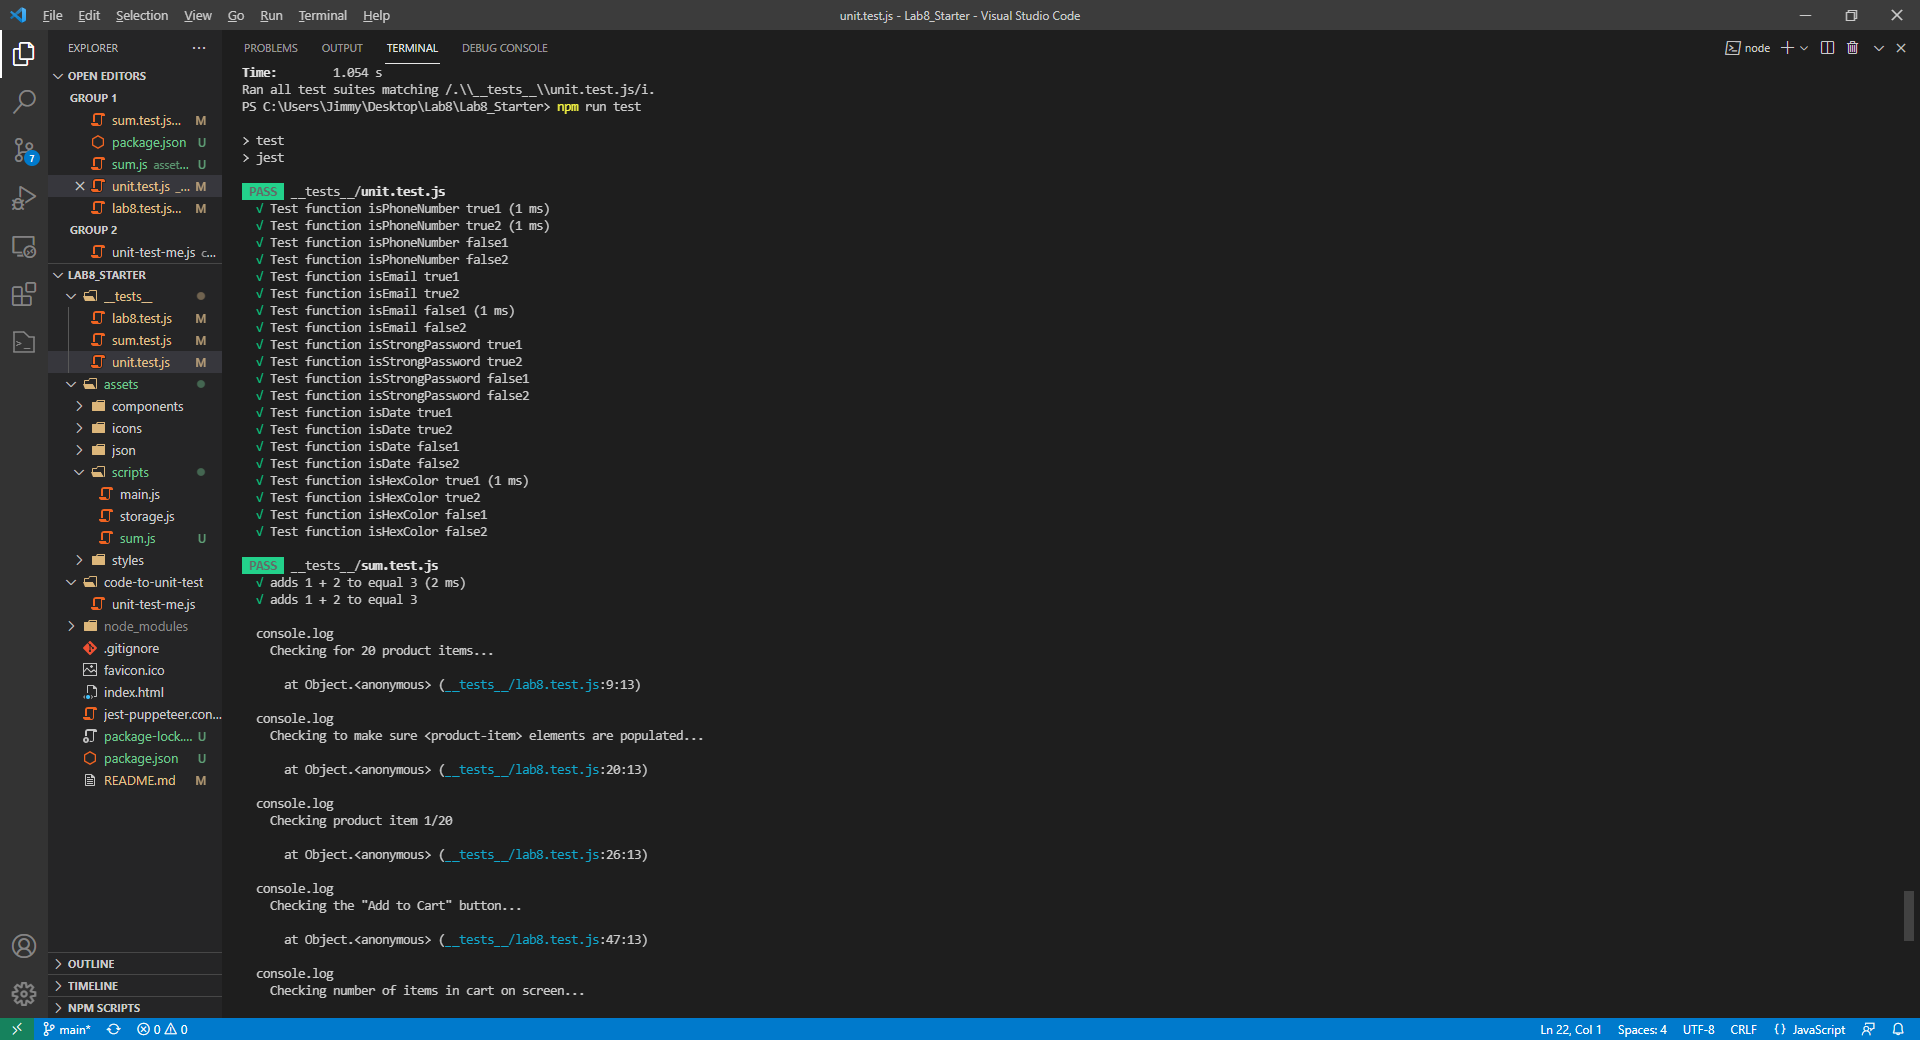 File Edit Selection View Go Run Terminal Help
unit.test.js - Lab8_Starter - Visual Studio Code
EXPLORER
OPEN EDITORS
GROUP 1
sum.test.js... M
package.json U
sum.js asset... U
unit.test.js _... M
lab8.test.js... M
GROUP 2
unit-test-me.js c...
LAB8_STARTER
__tests__
lab8.test.js M
sum.test.js M
unit.test.js M
assets
components
icons
json
scripts
main.js
storage.js
sum.js U
styles
code-to-unit-test
unit-test-me.js
node_modules
.gitignore
favicon.ico
index.html
jest-puppeteer.con...
package-lock.... U
package.json U
README.md M
OUTLINE
TIMELINE
NPM SCRIPTS
7
PROBLEMS OUTPUT TERMINAL DEBUG CONSOLE
node
Time: 1.054 s
Ran all test suites matching /.\\__tests__\\unit.test.js/i.
PS C:\Users\Jimmy\Desktop\Lab8\Lab8_Starter> npm run test
> test
> jest
PASS __tests__/unit.test.js
√ Test function isPhoneNumber true1 (1 ms)
√ Test function isPhoneNumber true2 (1 ms)
√ Test function isPhoneNumber false1
√ Test function isPhoneNumber false2
√ Test function isEmail true1
√ Test function isEmail true2
√ Test function isEmail false1 (1 ms)
√ Test function isEmail false2
√ Test function isStrongPassword true1
√ Test function isStrongPassword true2
√ Test function isStrongPassword false1
√ Test function isStrongPassword false2
√ Test function isDate true1
√ Test function isDate true2
√ Test function isDate false1
√ Test function isDate false2
√ Test function isHexColor true1 (1 ms)
√ Test function isHexColor true2
√ Test function isHexColor false1
√ Test function isHexColor false2
PASS __tests__/sum.test.js
√ adds 1 + 2 to equal 3 (2 ms)
√ adds 1 + 2 to equal 3
console.log
Checking for 20 product items...
at Object.<anonymous> (__tests__/lab8.test.js:9:13)
console.log
Checking to make sure <product-item> elements are populated...
at Object.<anonymous> (__tests__/lab8.test.js:20:13)
console.log
Checking product item 1/20
at Object.<anonymous> (__tests__/lab8.test.js:26:13)
console.log
Checking the "Add to Cart" button...
at Object.<anonymous> (__tests__/lab8.test.js:47:13)
console.log
Checking number of items in cart on screen...
main* 0 0
Ln 22, Col 1 Spaces: 4 UTF-8 CRLF {} JavaScript